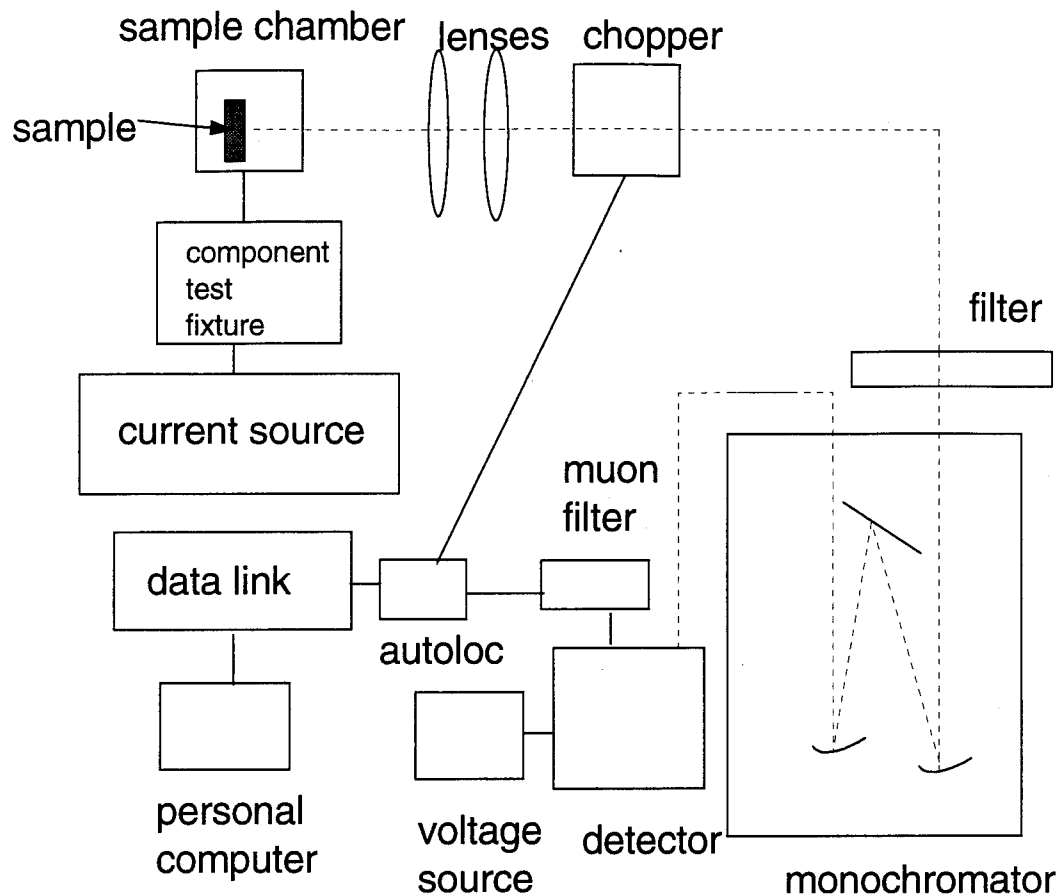 sample chamber
lenses
chopper
sample
component
test
fixture
filter
current source
muon
filter
data link
autoloc
personal
computer
voltage
source
detector
monochromator